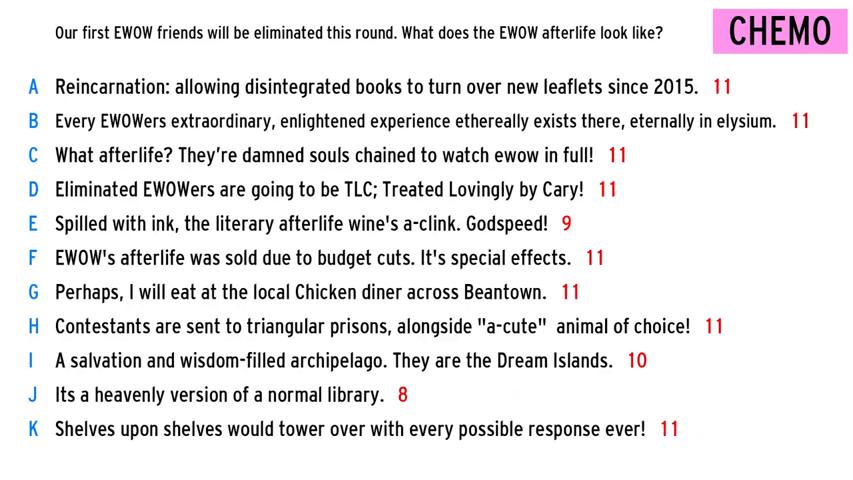 Our first EWOW friends will be eliminated this round. What does the EWOW afterlife look like?
CHEMO
A Reincarnation: allowing disintegrated books to turn over new leaflets since 2015. 11
B Every EWOWers extraordinary, enlightened experience ethereally exists there, eternally in elysium. 11
C What afterlife? They're damned souls chained to watch ewow in full! 11
D Eliminated EWOWers are going to be TLC; Treated Lovingly by Cary! 11
E Spilled with ink, the literary afterlife wine's a-clink. Godspeed! 9
F EWOW's afterlife was sold due to budget cuts. It's special effects. 11
G Perhaps, I will eat at the local Chicken diner across Beantown. 11
H Contestants are sent to triangular prisons, alongside "a-cute" animal of choice! 11
I A salvation and wisdom-filled archipelago. They are the Dream Islands. 10
J Its a heavenly version of a normal library. 8
K Shelves upon shelves would tower over with every possible response ever! 11